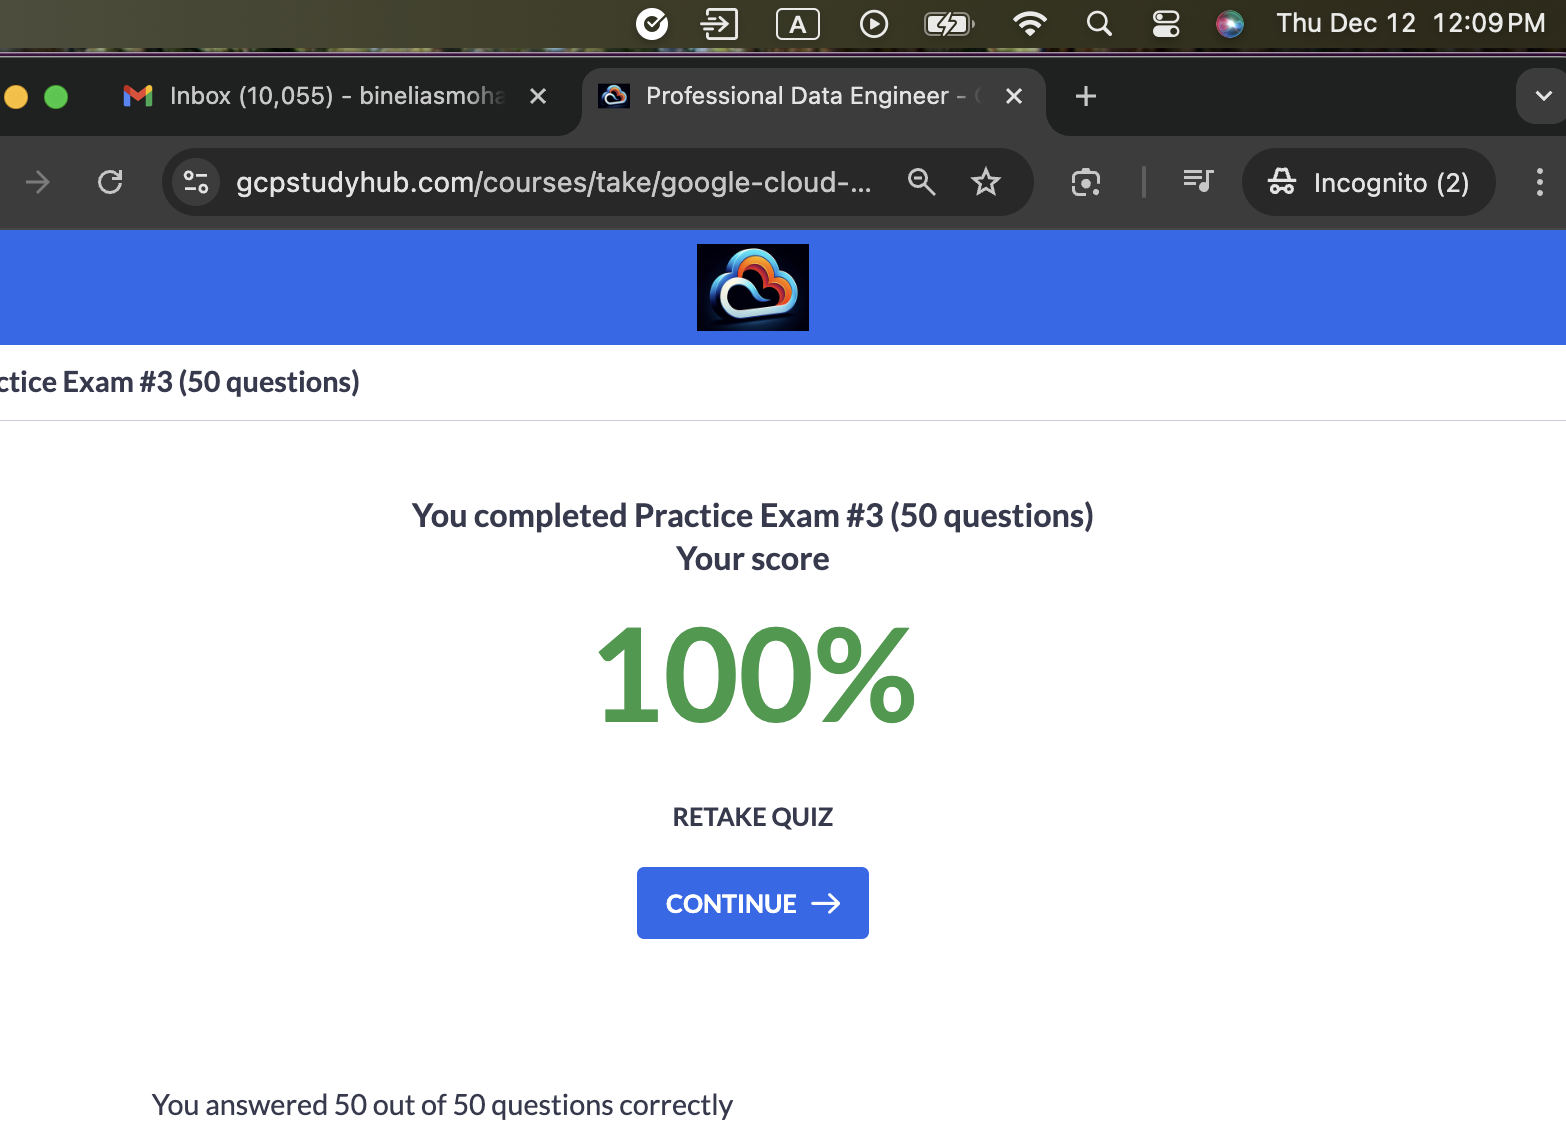 A
Thu Dec 12 12:09 PM
Inbox (10,055) - bineliasmoha
Professional Data Engineer -
gcpstudyhub.com/courses/take/google-cloud-...
Incognito (2)
ctice Exam #3 (50 questions)
You completed Practice Exam #3 (50 questions)
Your score
100%
RETAKE QUIZ
CONTINUE →
You answered 50 out of 50 questions correctly